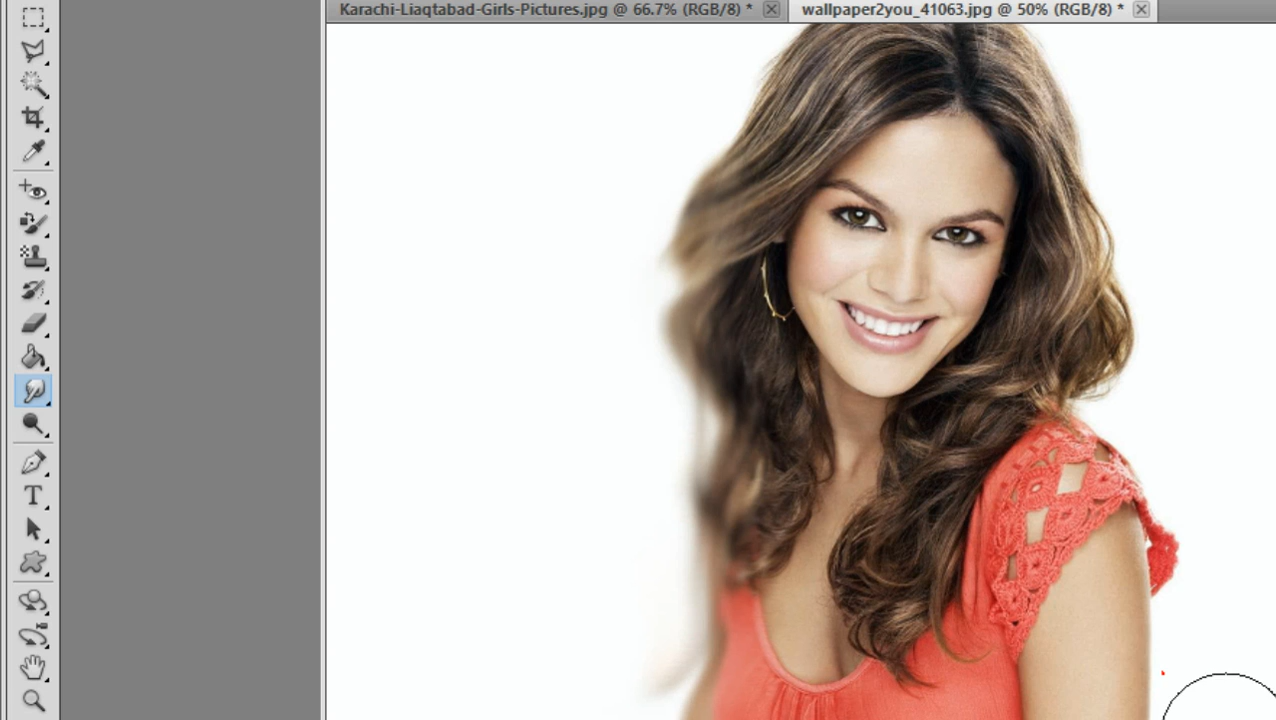 Karachi-Liaqtabad-Girls-Pictures.jpg @ 66.7% (RGB/8) *
wallpaper2you_41063.jpg @ 50% (RGB/8) *
T